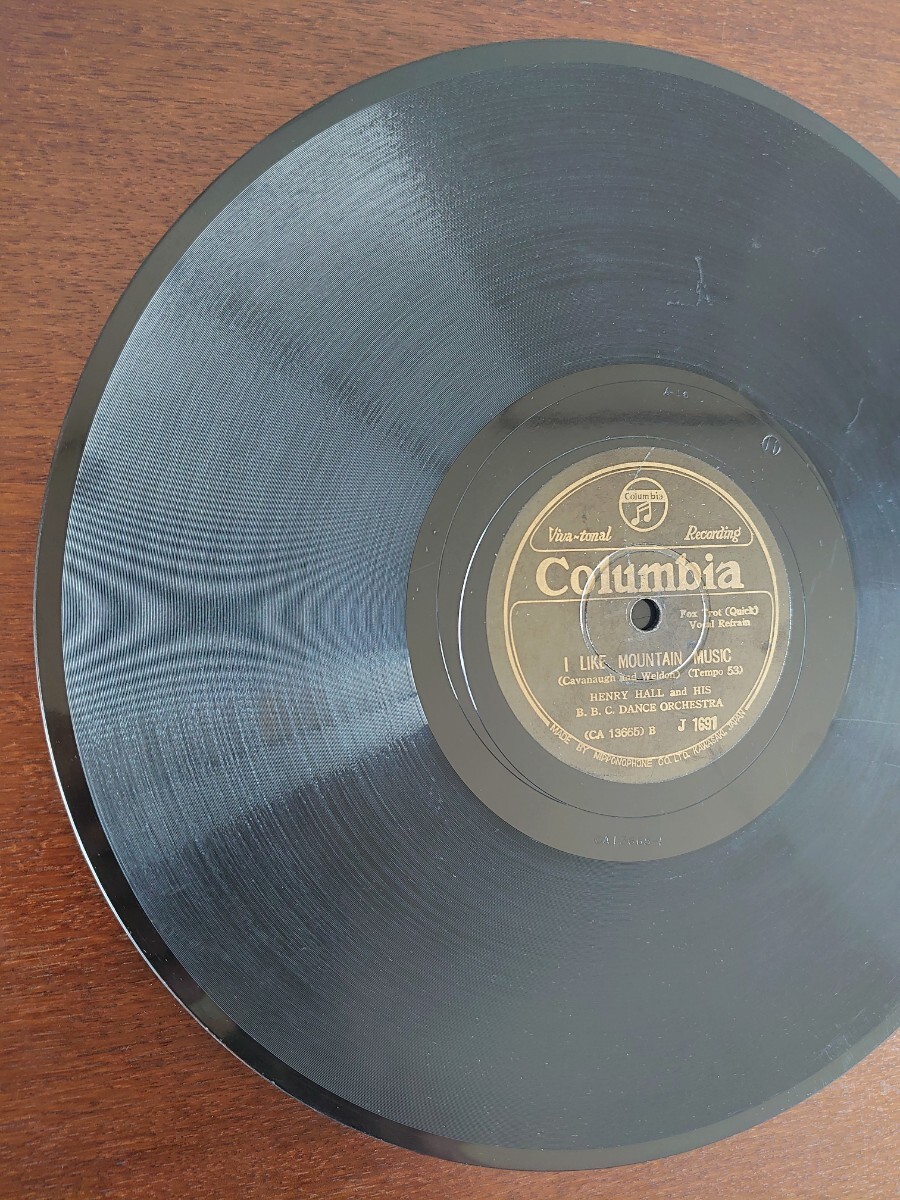 Columbia
Viva-tonal Recording
Columbia
Fox Trot (Quick)
Vocal Refrain
I LIKE MOUNTAIN MUSIC
(Cavanaugh and Weldon) (Tempo 53)
HENRY HALL and HIS
B. B. C. DANCE ORCHESTRA
(CA 13665) B J 1691
MADE BY NIPPONOPHONE CO. LTD. KAWASAKI, JAPAN